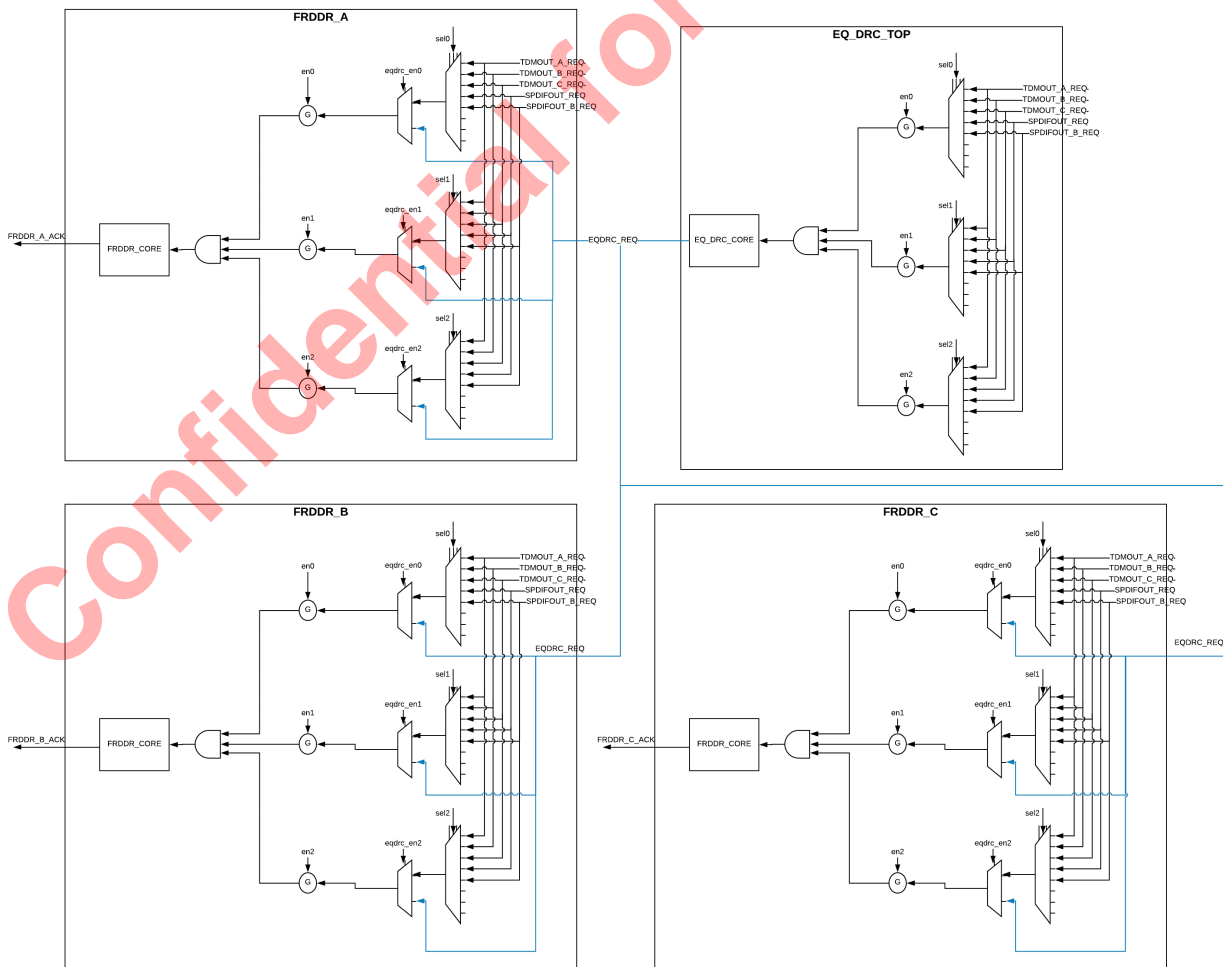 FRDDR_A
sel0
TDMOUT_A_REQ
TDMOUT_B_REQ
TDMOUT_C_REQ
SPDIFOUT_REQ
SPDIFOUT_B_REQ
en0
eqdrc_en0
G
sel1
en1
eqdrc_en1
G
FRDDR_A_ACK
FRDDR_CORE
sel2
en2
eqdrc_en2
G
EQDRC_REQ
EQ_DRC_TOP
sel0
TDMOUT_A_REQ
TDMOUT_B_REQ
TDMOUT_C_REQ
SPDIFOUT_REQ
SPDIFOUT_B_REQ
en0
G
sel1
en1
G
EQ_DRC_CORE
sel2
en2
G
FRDDR_B
sel0
TDMOUT_A_REQ
TDMOUT_B_REQ
TDMOUT_C_REQ
SPDIFOUT_REQ
SPDIFOUT_B_REQ
en0
eqdrc_en0
G
EQDRC_REQ
sel1
en1
eqdrc_en1
G
FRDDR_B_ACK
FRDDR_CORE
sel2
en2
eqdrc_en2
G
FRDDR_C
sel0
TDMOUT_A_REQ
TDMOUT_B_REQ
TDMOUT_C_REQ
SPDIFOUT_REQ
SPDIFOUT_B_REQ
en0
eqdrc_en0
G
EQDRC_REQ
sel1
en1
eqdrc_en1
G
FRDDR_C_ACK
FRDDR_CORE
sel2
en2
eqdrc_en2
G
Confidential for